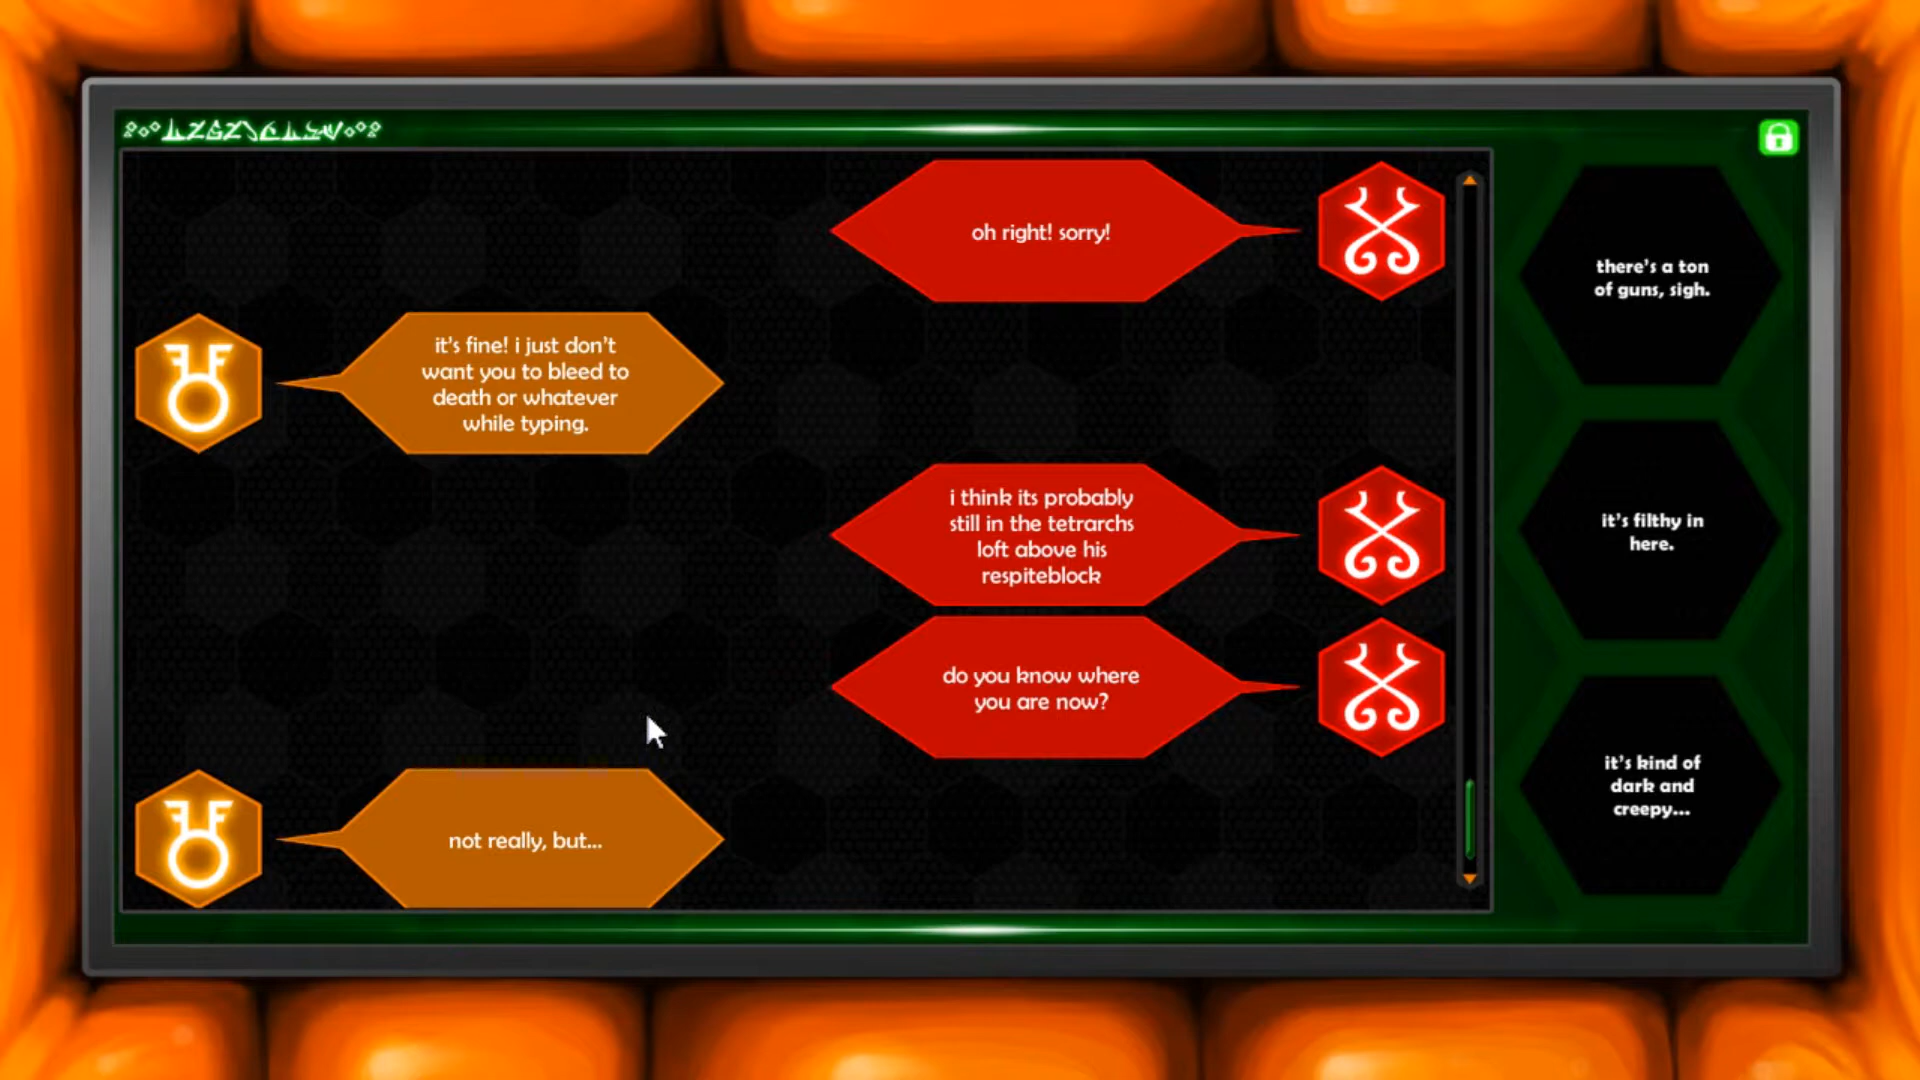 oh right! sorry!
it's fine! i just don't
want you to bleed to
death or whatever
while typing.
i think its probably
still in the tetrarchs
loft above his
respiteblock
do you know where
you are now?
not really, but...
there's a ton
of guns, sigh.
it's filthy in
here.
it's kind of
dark and
creepy...